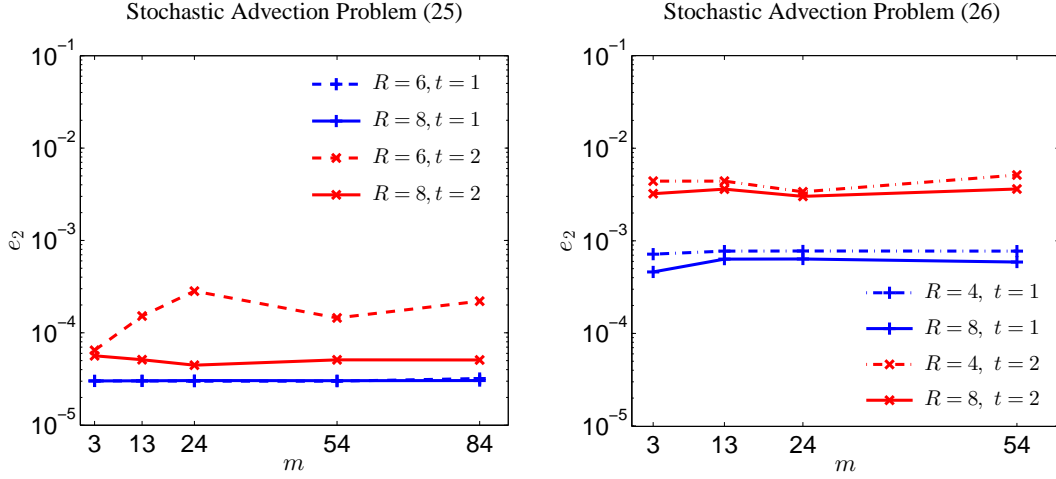 Stochastic Advection Problem (25)
10⁻¹
10⁻²
10⁻³
10⁻⁴
10⁻⁵
e₂
R = 6, t = 1
R = 8, t = 1
R = 6, t = 2
R = 8, t = 2
3 13 24 54 84
m
Stochastic Advection Problem (26)
10⁻¹
10⁻²
10⁻³
10⁻⁴
10⁻⁵
e₂
R = 4, t = 1
R = 8, t = 1
R = 4, t = 2
R = 8, t = 2
3 13 24 54
m